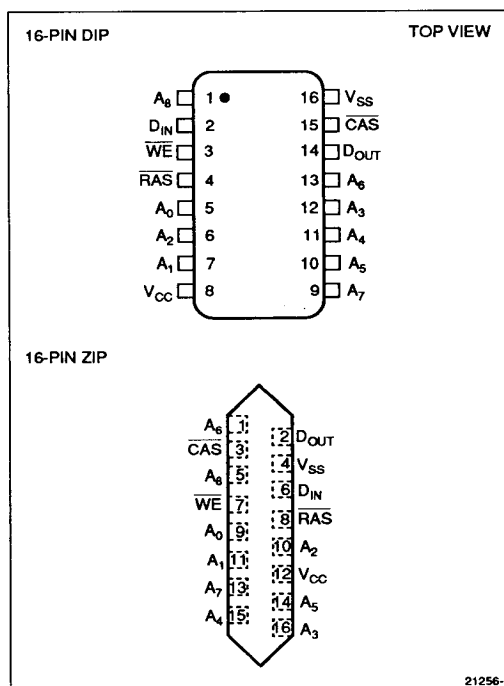 16-PIN DIP TOP VIEW
A8 1 16 VSS
DIN 2 15 CAS
WE 3 14 DOUT
RAS 4 13 A6
A0 5 12 A3
A2 6 11 A4
A1 7 10 A5
VCC 8 9 A7
16-PIN ZIP
A6 1
2 DOUT
CAS 3
4 VSS
A8 5
6 DIN
WE 7
8 RAS
A0 9
10 A2
A1 11
12 VCC
A7 13
14 A5
A4 15
16 A3
21256-